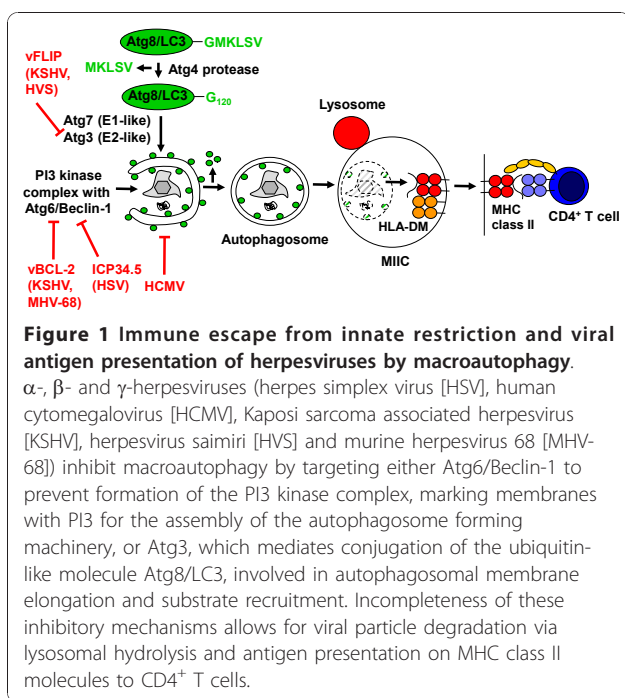 Atg8/LC3 GMKLSV
MKLSV Atg4 protease
Atg8/LC3 G120
vFLIP
(KSHV,
HVS)
Atg7 (E1-like)
Atg3 (E2-like)
PI3 kinase
complex with
Atg6/Beclin-1
vBCL-2
(KSHV,
MHV-68)
ICP34.5
(HSV)
HCMV
Autophagosome
Lysosome
HLA-DM
MIIC
MHC
class II
CD4+ T cell
Figure 1 Immune escape from innate restriction and viral
antigen presentation of herpesviruses by macroautophagy.
α-, β- and γ-herpesviruses (herpes simplex virus [HSV], human
cytomegalovirus [HCMV], Kaposi sarcoma associated herpesvirus
[KSHV], herpesvirus saimiri [HVS] and murine herpesvirus 68 [MHV-
68]) inhibit macroautophagy by targeting either Atg6/Beclin-1 to
prevent formation of the PI3 kinase complex, marking membranes
with PI3 for the assembly of the autophagosome forming
machinery, or Atg3, which mediates conjugation of the ubiquitin-
like molecule Atg8/LC3, involved in autophagosomal membrane
elongation and substrate recruitment. Incompleteness of these
inhibitory mechanisms allows for viral particle degradation via
lysosomal hydrolysis and antigen presentation on MHC class II
molecules to CD4+ T cells.